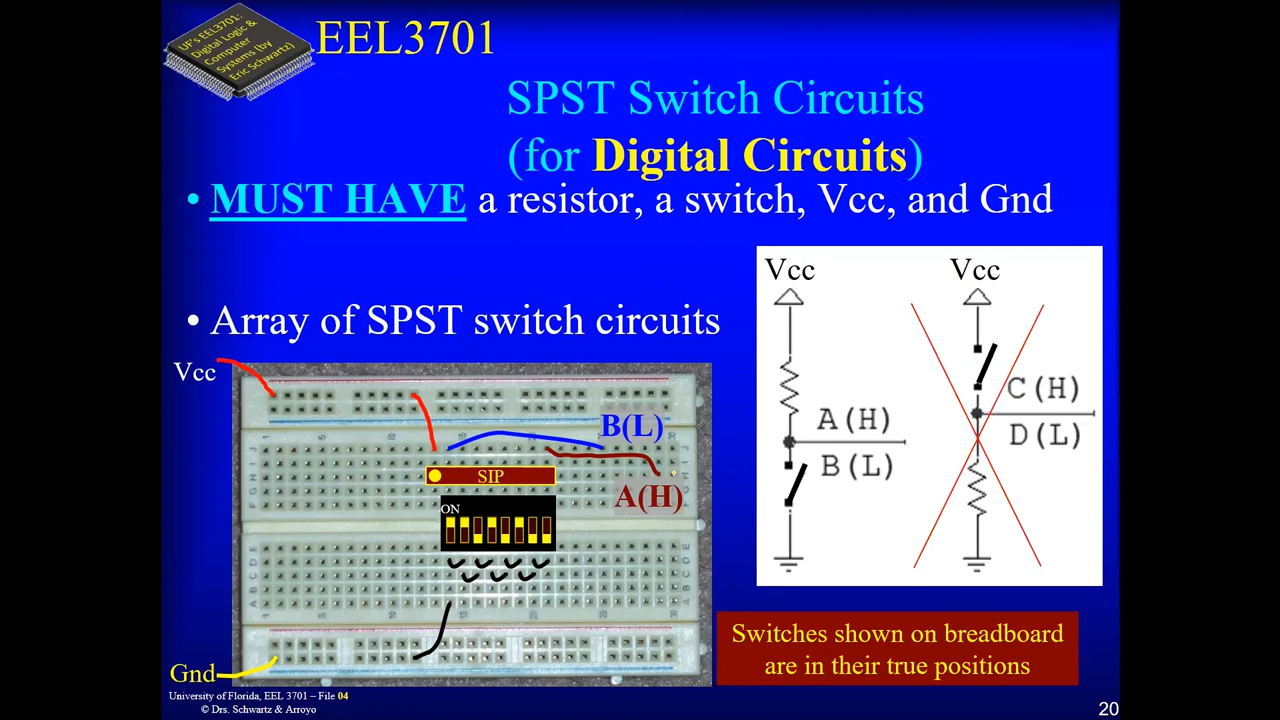 UF's EEL3701:
Digital Logic &
Computer
Systems (by
Eric Schwartz)
EEL3701
SPST Switch Circuits
(for Digital Circuits)
• MUST HAVE a resistor, a switch, Vcc, and Gnd
• Array of SPST switch circuits
Vcc
B(L)
SIP
A(H)
ON
Gnd
Vcc
Vcc
A(H)
B(L)
C(H)
D(L)
Switches shown on breadboard
are in their true positions
University of Florida, EEL 3701 – File 04
© Drs. Schwartz & Arroyo
20